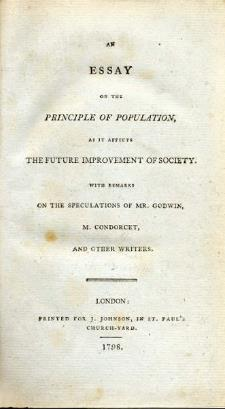 AN
ESSAY
ON THE
PRINCIPLE OF POPULATION,
AS IT AFFECTS
THE FUTURE IMPROVEMENT OF SOCIETY.
WITH REMARKS
ON THE SPECULATIONS OF MR. GODWIN,
M. CONDORCET,
AND OTHER WRITERS.
LONDON:
PRINTED FOR J. JOHNSON, IN ST. PAUL'S
CHURCH-YARD.
1798.